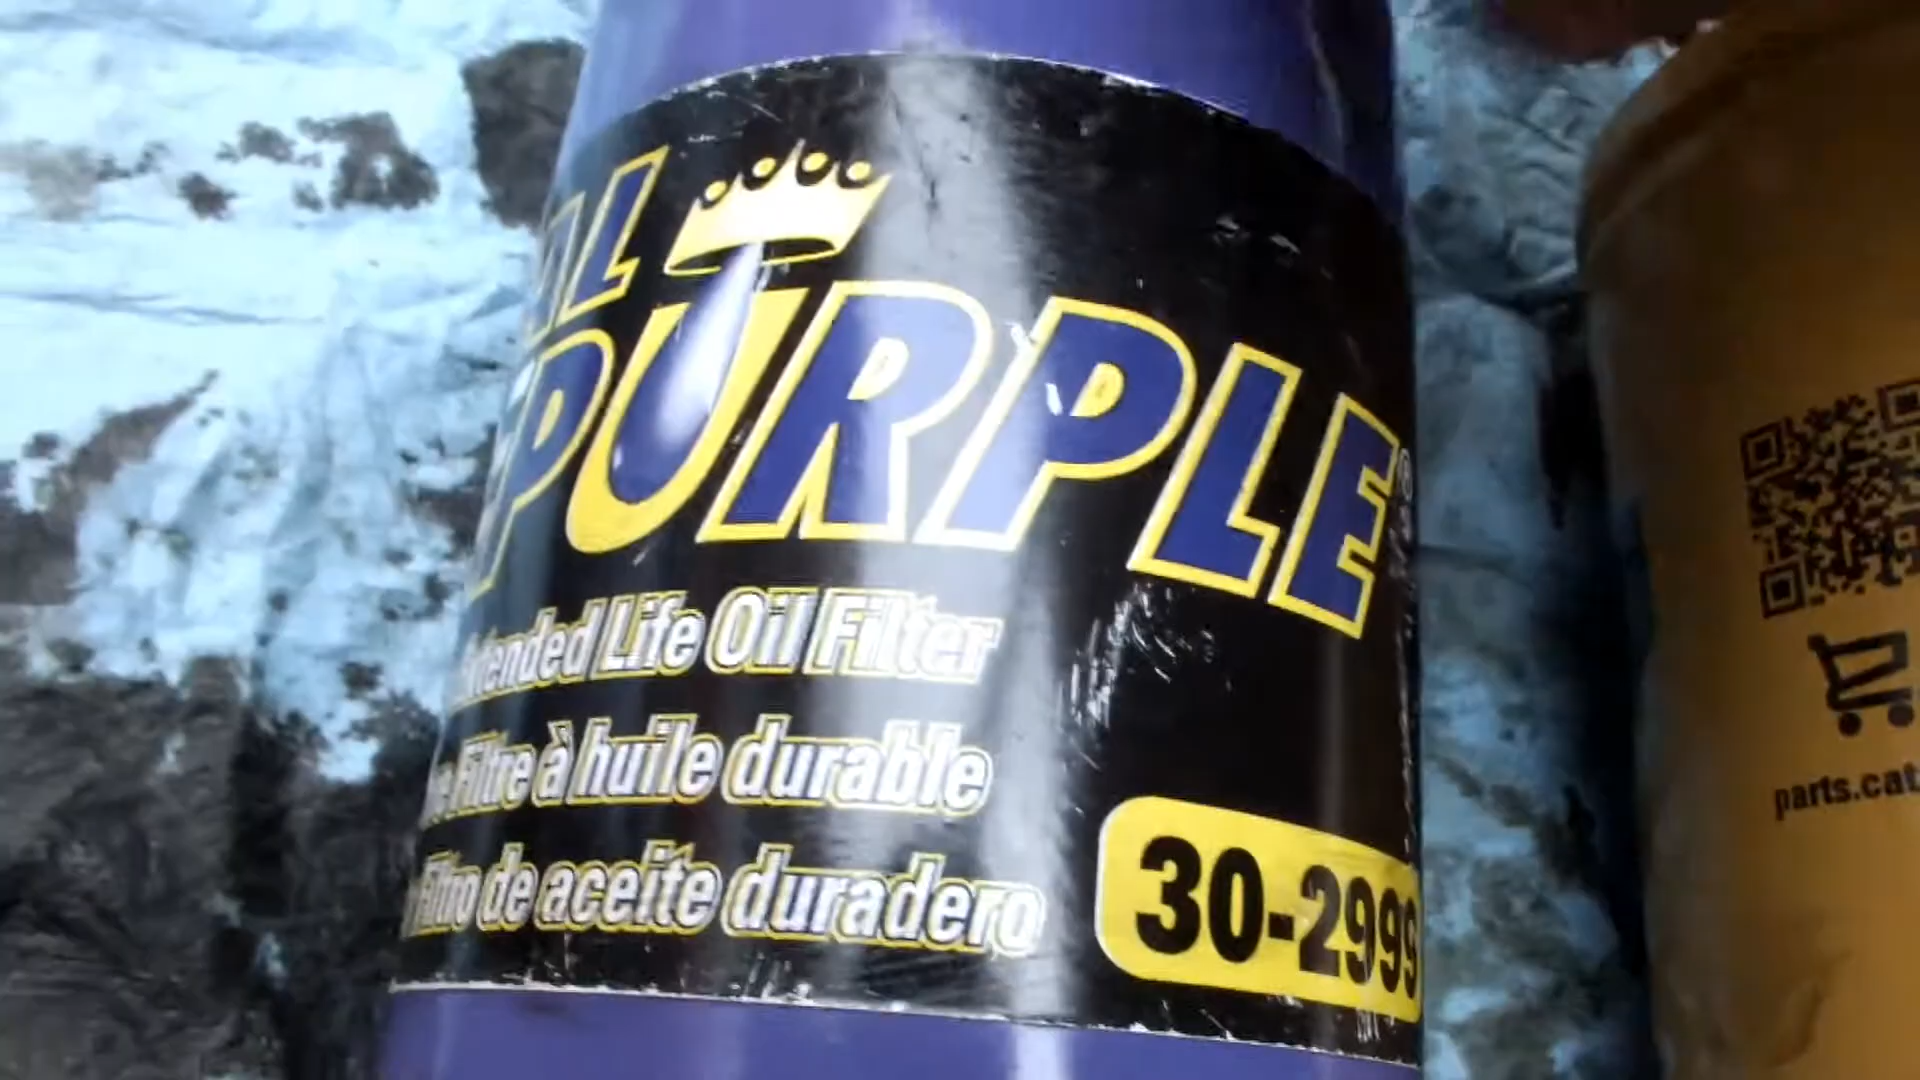 PURPLE®
Extended Life Oil Filter
Filtre à huile durable
Filtro de aceite duradero
30-2999
parts.cat